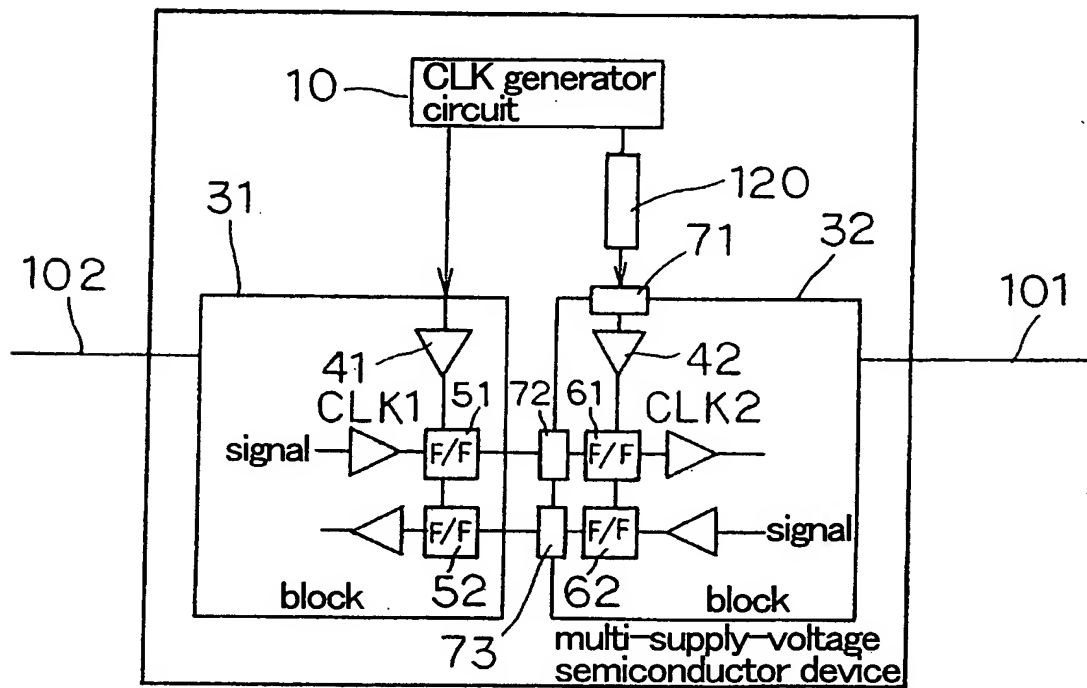 10
CLK generator
circuit
120
31
71
32
102
101
41
42
CLK1
51
72
61
CLK2
signal
F/F
F/F
F/F
F/F
signal
52
62
block
block
73
multi-supply-voltage
semiconductor device